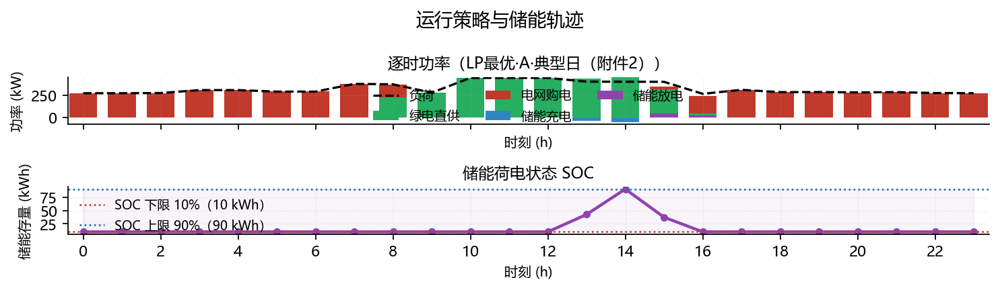 运行策略与储能轨迹
逐时功率（LP最优·A·典型日（附件2））
功率 (kW)
250
0
负荷
绿电直供
电网购电
储能充电
储能放电
时刻 (h)
储能荷电状态 SOC
储能存量 (kWh)
75
50
25
SOC 下限 10%（10 kWh）
SOC 上限 90%（90 kWh）
0 2 4 6 8 10 12 14 16 18 20 22
时刻 (h)